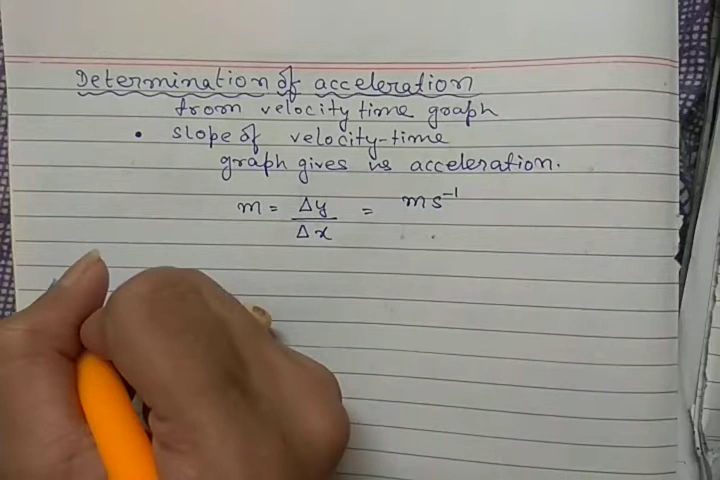 Determination of acceleration
from velocity time graph
• slope of velocity-time
graph gives us acceleration.
m = Δy / Δx = ms⁻¹